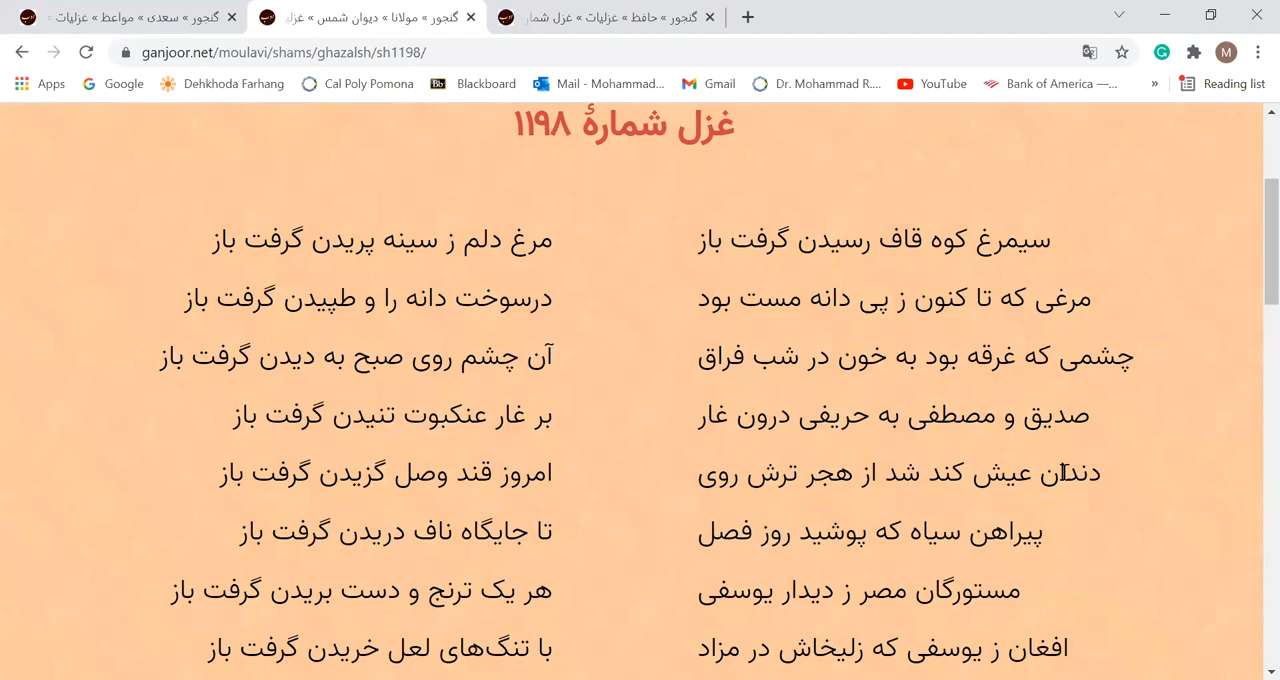 گنجور » سعدی » مواعظ » غزلیات »
گنجور » مولانا » دیوان شمس » غزلی
گنجور » حافظ » غزلیات » غزل شمار
ganjoor.net/moulavi/shams/ghazalsh/sh1198/
M
Apps Google Dehkhoda Farhang Cal Poly Pomona Bb Blackboard Mail - Mohammad... Gmail Dr. Mohammad R.... YouTube Bank of America —... » Reading list
غزل شمارهٔ ۱۱۹۸
سیمرغ کوه قاف رسیدن گرفت باز
مرغ دلم ز سینه پریدن گرفت باز
مرغی که تا کنون ز پی دانه مست بود
درسوخت دانه را و طپیدن گرفت باز
چشمی که غرقه بود به خون در شب فراق
آن چشم روی صبح به دیدن گرفت باز
صدیق و مصطفی به حریفی درون غار
بر غار عنکبوت تنیدن گرفت باز
دندان عیش کند شد از هجر ترش روی
امروز قند وصل گزیدن گرفت باز
پیراهن سیاه که پوشید روز فصل
تا جایگاه ناف دریدن گرفت باز
مستورگان مصر ز دیدار یوسفی
هر یک ترنج و دست بریدن گرفت باز
افغان ز یوسفی که زلیخاش در مزاد
با تنگ‌های لعل خریدن گرفت باز